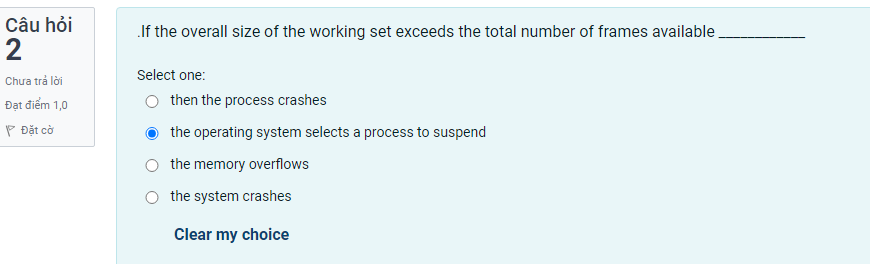 Câu hỏi
2
Chưa trả lời
Đạt điểm 1,0
Đặt cờ
.If the overall size of the working set exceeds the total number of frames available ____________
Select one:
then the process crashes
the operating system selects a process to suspend
the memory overflows
the system crashes
Clear my choice